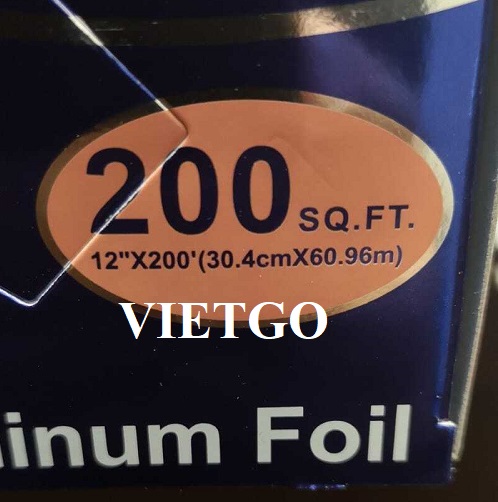 200 SQ.FT.
12"X200'(30.4cmX60.96m)
VIETGO
inum Foil